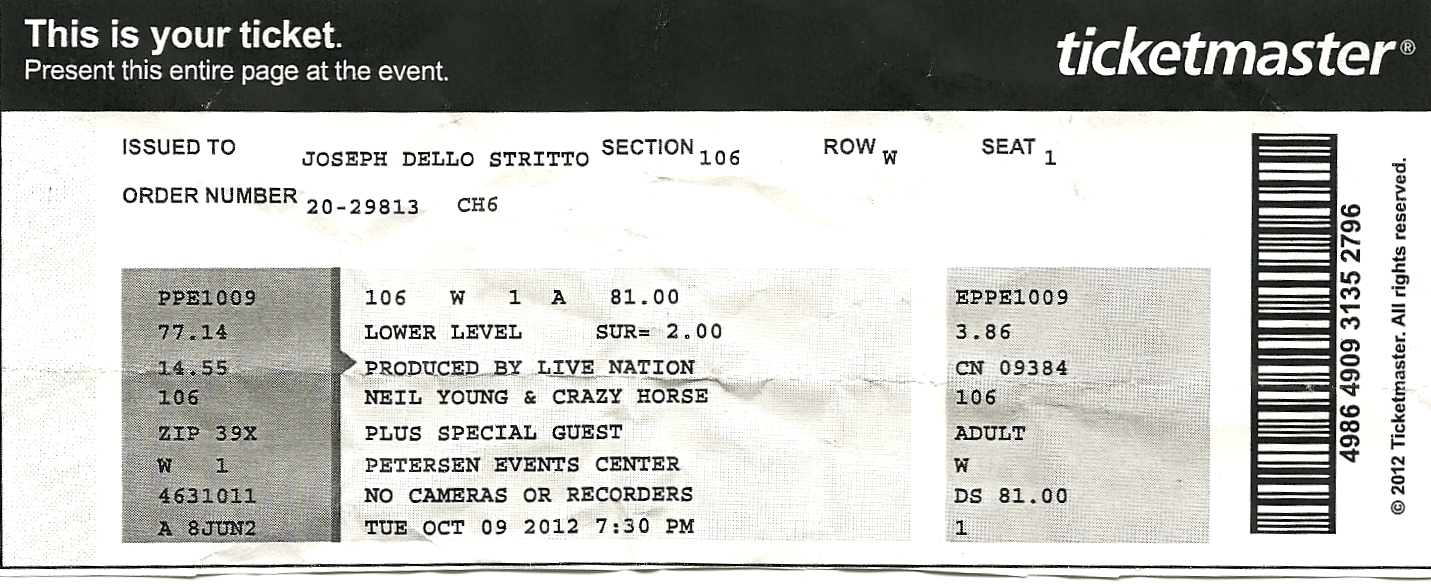 This is your ticket.
Present this entire page at the event.
ticketmaster®
ISSUED TO JOSEPH DELLO STRITTO SECTION 106 ROW W SEAT 1
ORDER NUMBER 20-29813 CH6
PPE1009 106 W 1 A 81.00 EPPE1009
77.14 LOWER LEVEL SUR= 2.00 3.86
14.55 PRODUCED BY LIVE NATION CN 09384
106 NEIL YOUNG & CRAZY HORSE 106
ZIP 39X PLUS SPECIAL GUEST ADULT
W 1 PETERSEN EVENTS CENTER W
4631011 NO CAMERAS OR RECORDERS DS 81.00
A 8JUN2 TUE OCT 09 2012 7:30 PM 1
4986 4909 3135 2796
© 2012 Ticketmaster. All rights reserved.